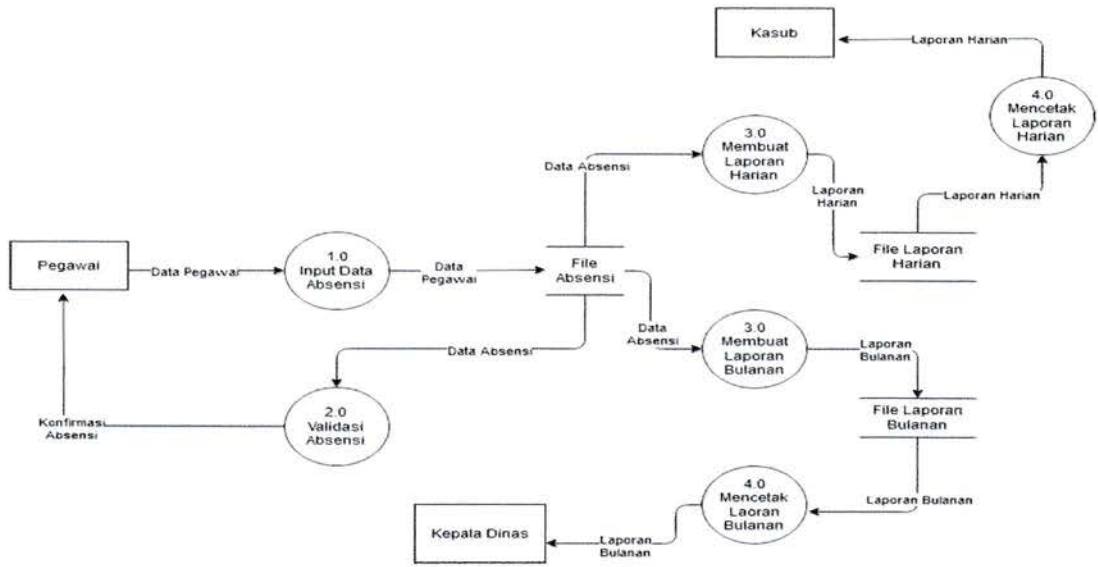 Kasub
Laporan Harian
4.0
Mencetak
Laporan
Harian
3.0
Membuat
Laporan
Harian
Data Absensi
Laporan
Harian
Laporan Harian
File Laporan
Harian
Pegawai
Data Pegawai
1.0
Input Data
Absensi
Data
Pegawai
File
Absensi
Data
Absensi
3.0
Membuat
Laporan
Bulanan
Laporan
Bulanan
Data Absensi
2.0
Validasi
Absensi
Konfirmasi
Absensi
File Laporan
Bulanan
Laporan Bulanan
4.0
Mencetak
Laoran
Bulanan
Laporan
Bulanan
Kepala Dinas